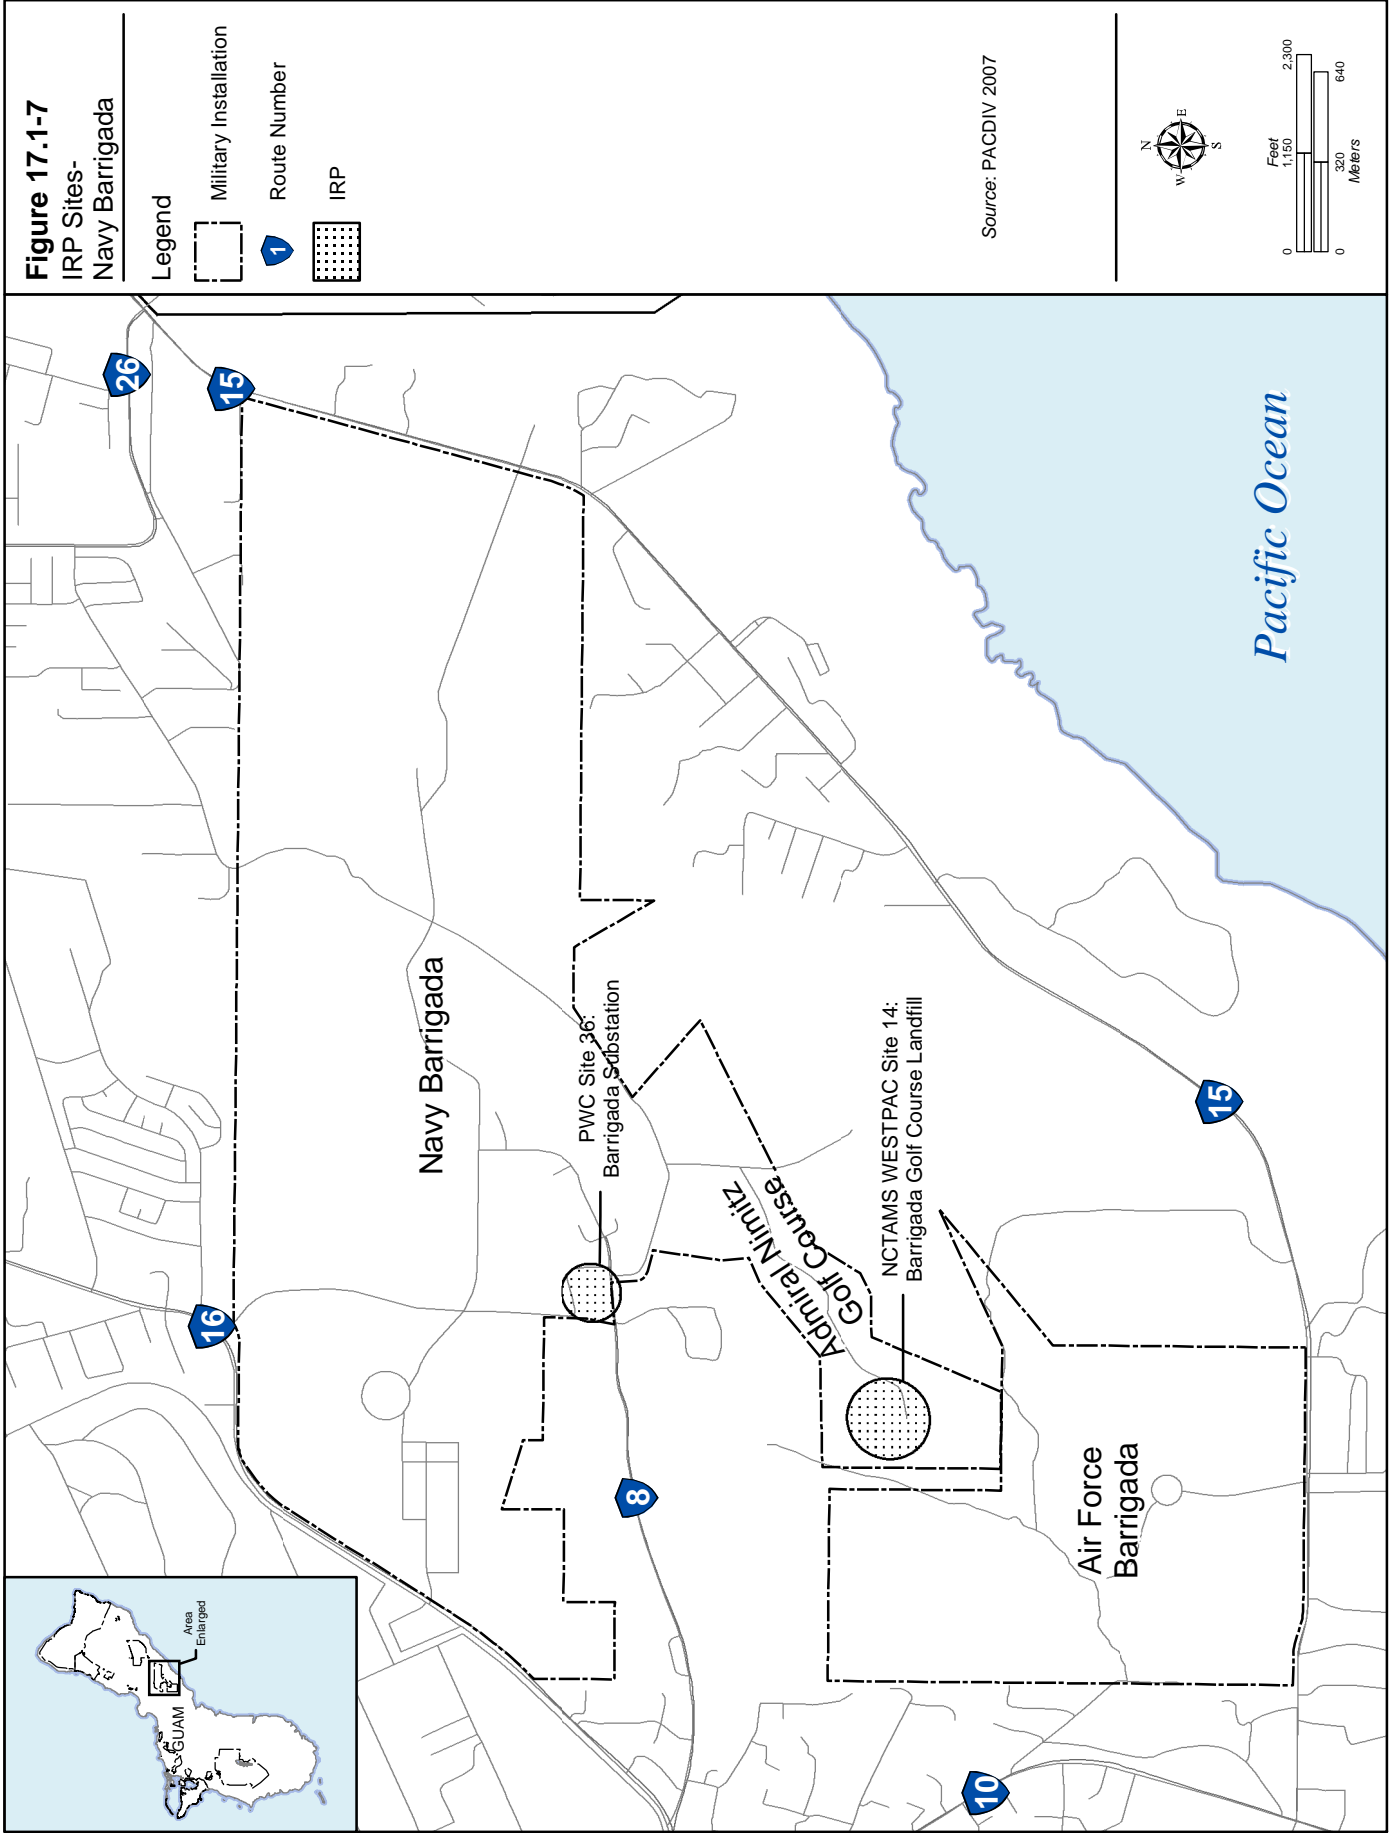 Figure 17.1-7
IRP Sites-
Navy Barrigada
Legend
Military Installation
1
Route Number
IRP
Source: PACDIV 2007
N
W
E
S
Feet
0
1,150
2,300
0
320
640
Meters
GUAM
Area
Enlarged
16
26
15
Navy Barrigada
PWC Site 36:
Barrigada Substation
8
Admiral Nimitz
Golf Course
NCTAMS WESTPAC Site 14:
Barrigada Golf Course Landfill
10
Air Force
Barrigada
15
Pacific Ocean